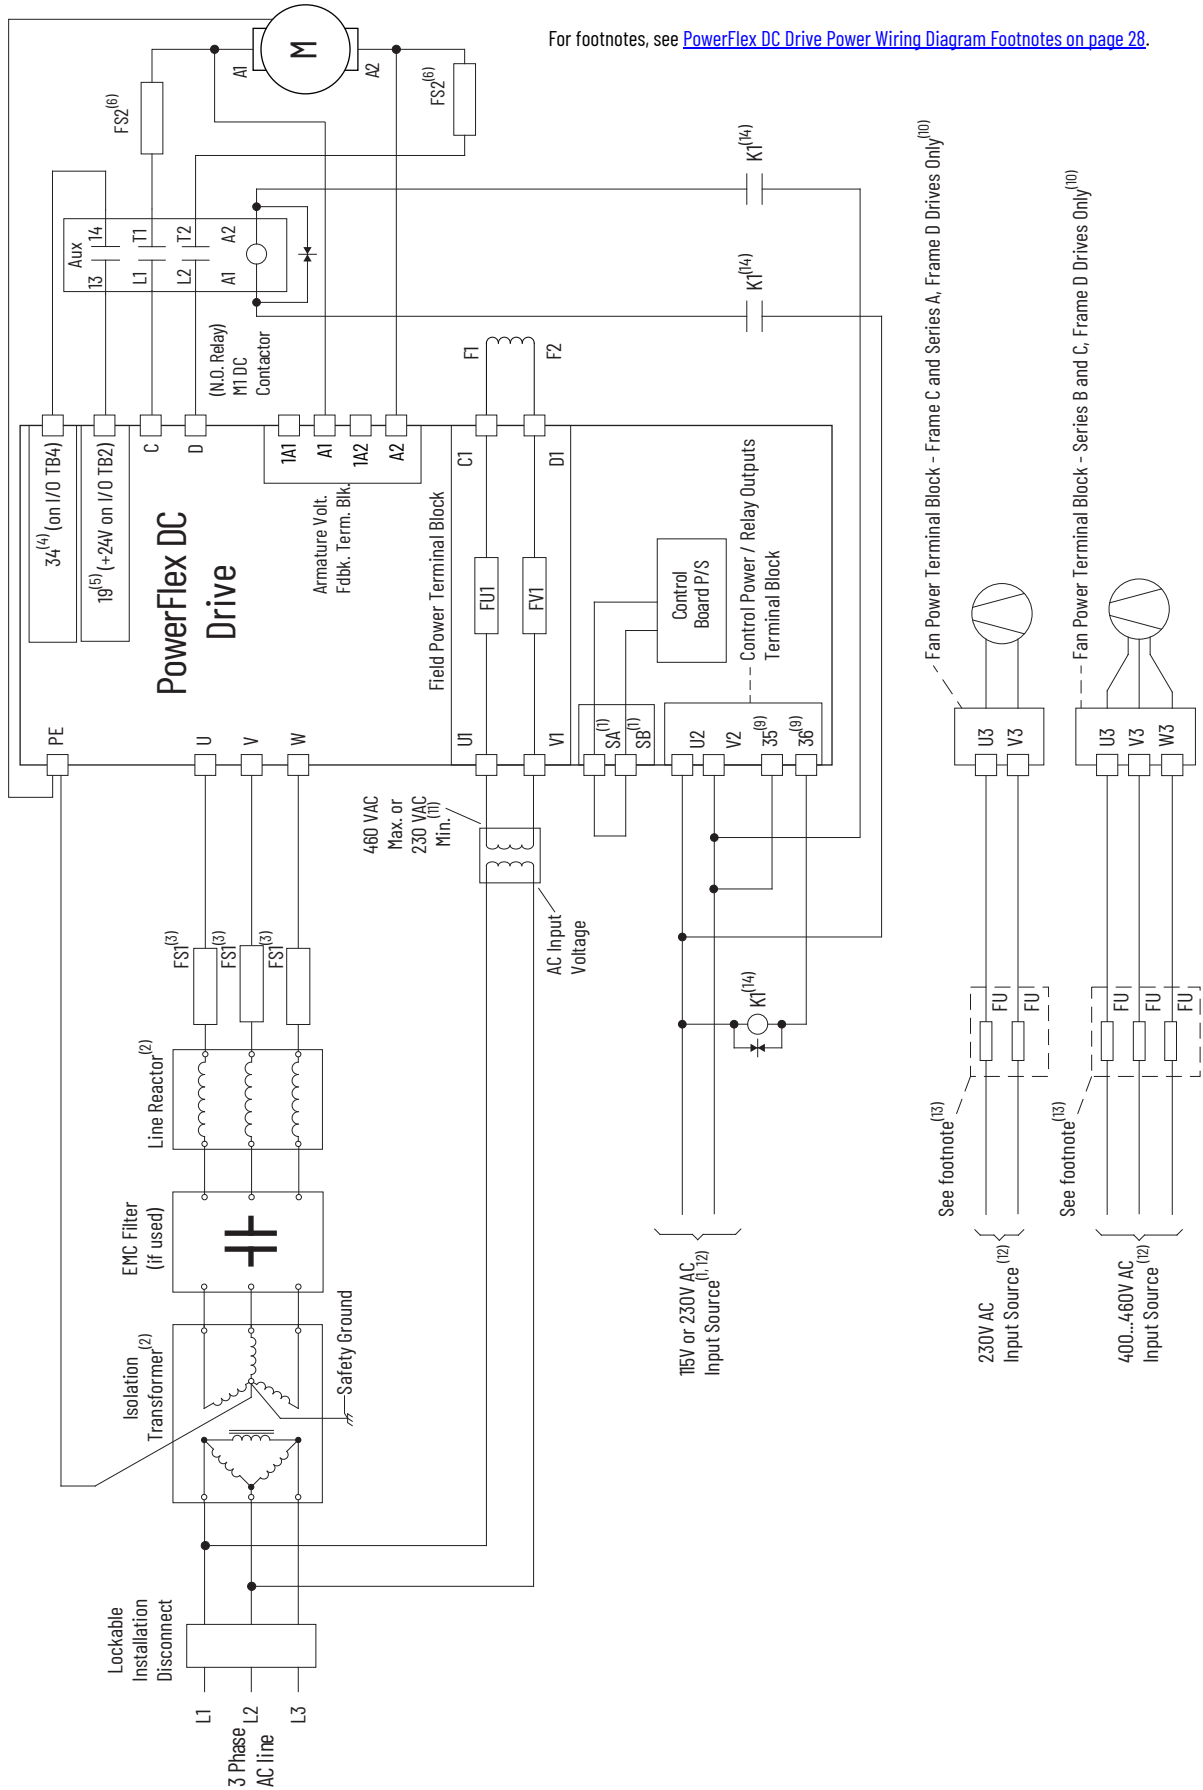 For footnotes, see PowerFlex DC Drive Power Wiring Diagram Footnotes on page 28.
3 Phase
AC line
L1
L2
L3
Lockable
Installation
Disconnect
Isolation
Transformer(2)
Safety Ground
EMC Filter
(if used)
Line Reactor(2)
FS1(3)
FS1(3)
FS1(3)
PE
U
V
W
PowerFlex DC
Drive
34(4) (on I/O TB4)
19(5) (+24V on I/O TB2)
C
D
Aux
13
14
L1
T1
L2
T2
A1
A2
(N.O. Relay)
M1 DC
Contactor
FS2(6)
FS2(6)
A1
M
A2
1A1
A1
1A2
A2
Armature Volt.
Fdbk. Term. Blk.
Field Power Terminal Block
U1
V1
FU1
FV1
C1
D1
F1
F2
460 VAC
Max. or
230 VAC
Min.(11)
AC Input
Voltage
SA(1)
SB(1)
Control
Board P/S
U2
V2
35(9)
36(9)
Control Power / Relay Outputs
Terminal Block
K1(14)
K1(14)
K1(14)
115V or 230V AC
Input Source(1, 12)
Fan Power Terminal Block - Frame C and Series A, Frame D Drives Only(10)
U3
V3
FU
FU
See footnote(13)
230V AC
Input Source(12)
Fan Power Terminal Block - Series B and C, Frame D Drives Only(10)
U3
V3
W3
FU
FU
FU
See footnote(13)
400...460V AC
Input Source(12)